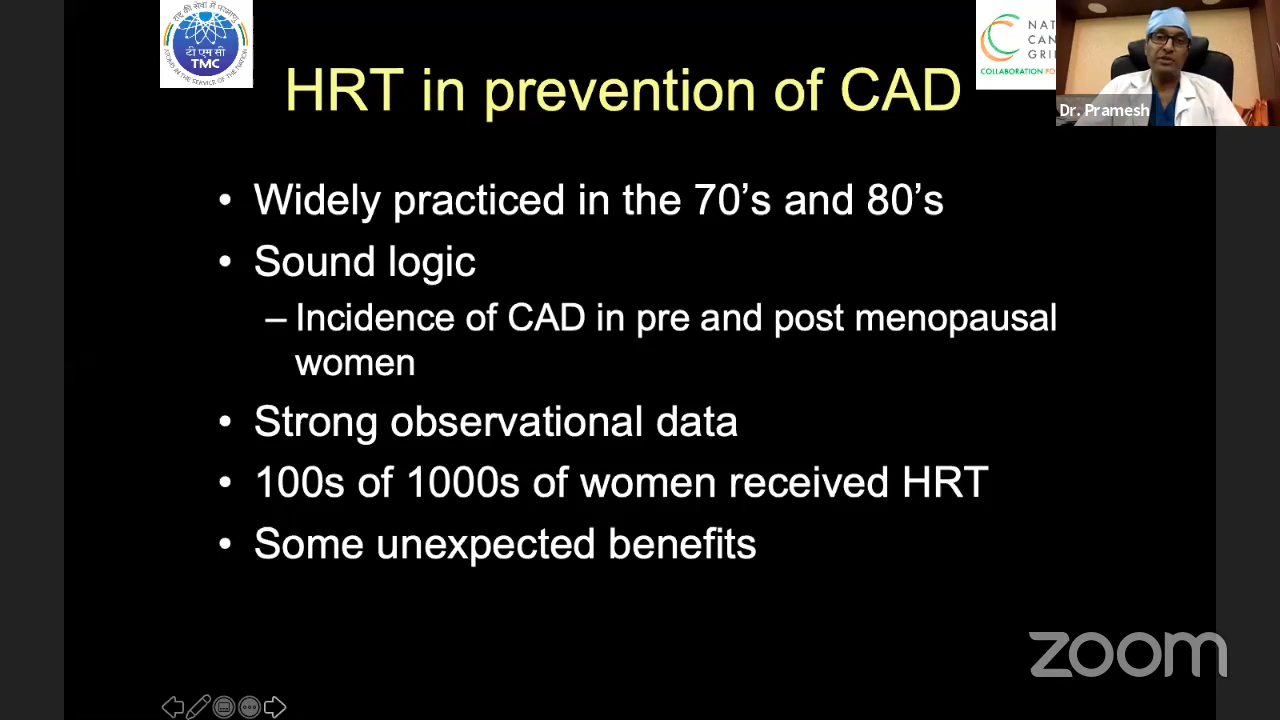 टी एम सी
TMC
NAT
CAN
GRI
COLLABORATION FO
Dr. Pramesh
HRT in prevention of CAD
• Widely practiced in the 70’s and 80’s
• Sound logic
– Incidence of CAD in pre and post menopausal
women
• Strong observational data
• 100s of 1000s of women received HRT
• Some unexpected benefits
zoom